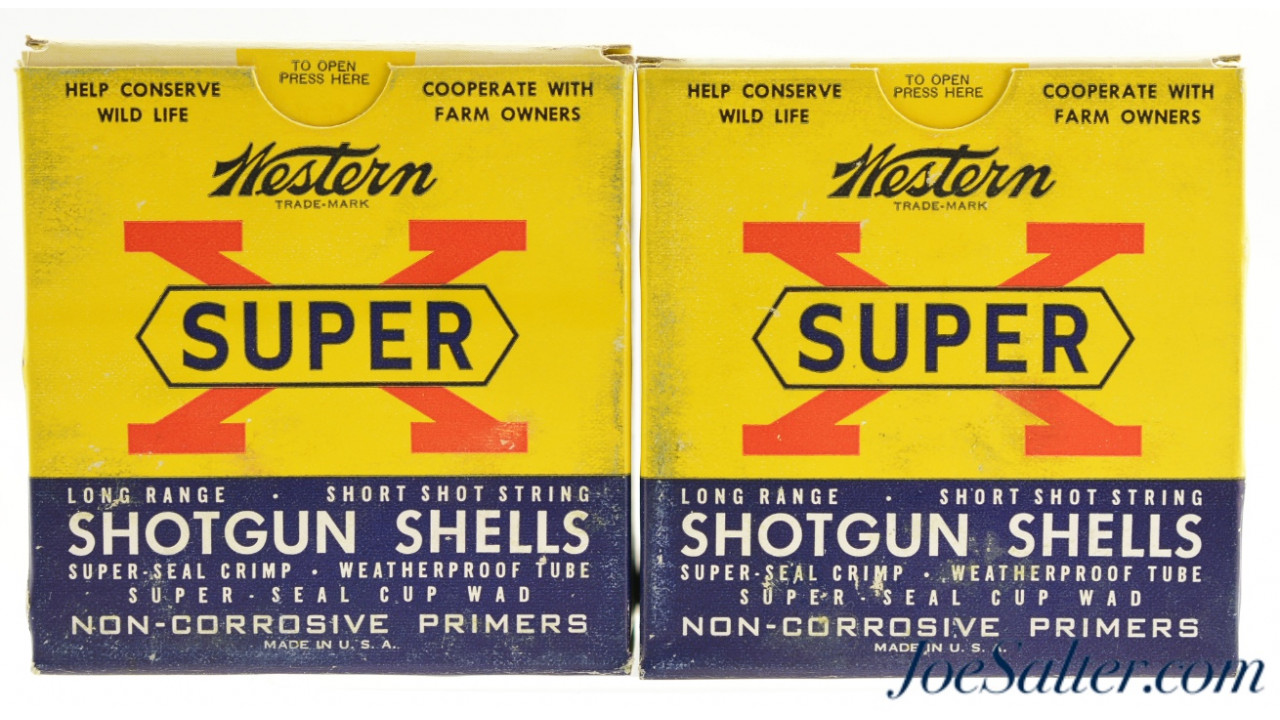 TO OPEN
PRESS HERE
HELP CONSERVE
WILD LIFE
COOPERATE WITH
FARM OWNERS
Western
TRADE-MARK
X
SUPER
LONG RANGE · SHORT SHOT STRING
SHOTGUN SHELLS
SUPER-SEAL CRIMP · WEATHERPROOF TUBE
SUPER-SEAL CUP WAD
NON-CORROSIVE PRIMERS
MADE IN U. S. A.
TO OPEN
PRESS HERE
HELP CONSERVE
WILD LIFE
COOPERATE WITH
FARM OWNERS
Western
TRADE-MARK
X
SUPER
LONG RANGE · SHORT SHOT STRING
SHOTGUN SHELLS
SUPER-SEAL CRIMP · WEATHERPROOF TUBE
SUPER-SEAL CUP WAD
NON-CORROSIVE PRIMERS
MADE IN U. S. A.
JoeSalter.com